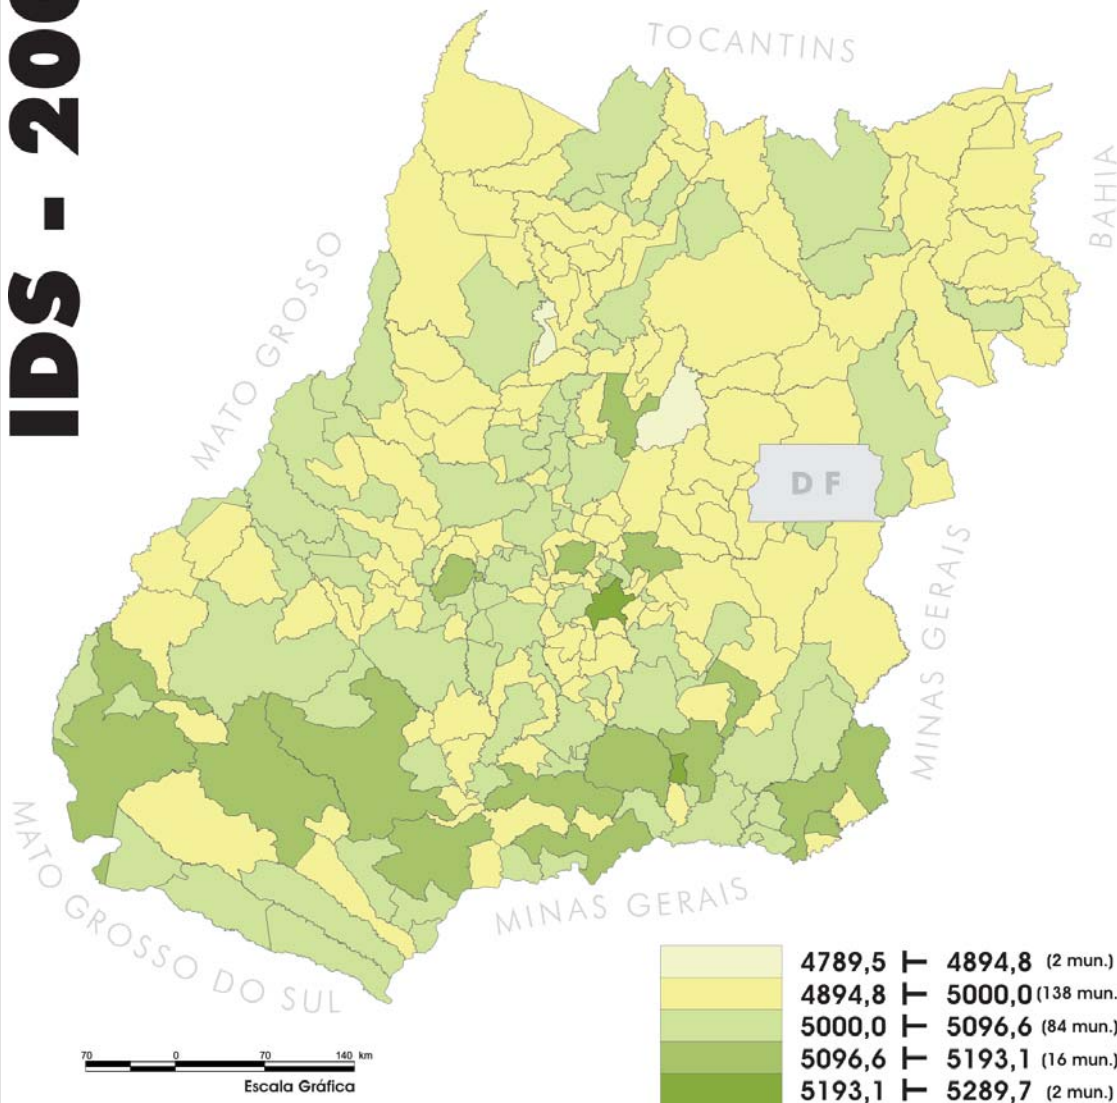 IDS - 200
TOCANTINS
BAHIA
MATO GROSSO
D F
MINAS GERAIS
MATO GROSSO DO SUL
MINAS GERAIS
4789,5 4894,8 (2 mun.)
4894,8 5000,0 (138 mun.
5000,0 5096,6 (84 mun.)
5096,6 5193,1 (16 mun.)
5193,1 5289,7 (2 mun.)
70 0 70 140 km
Escala Gráfica